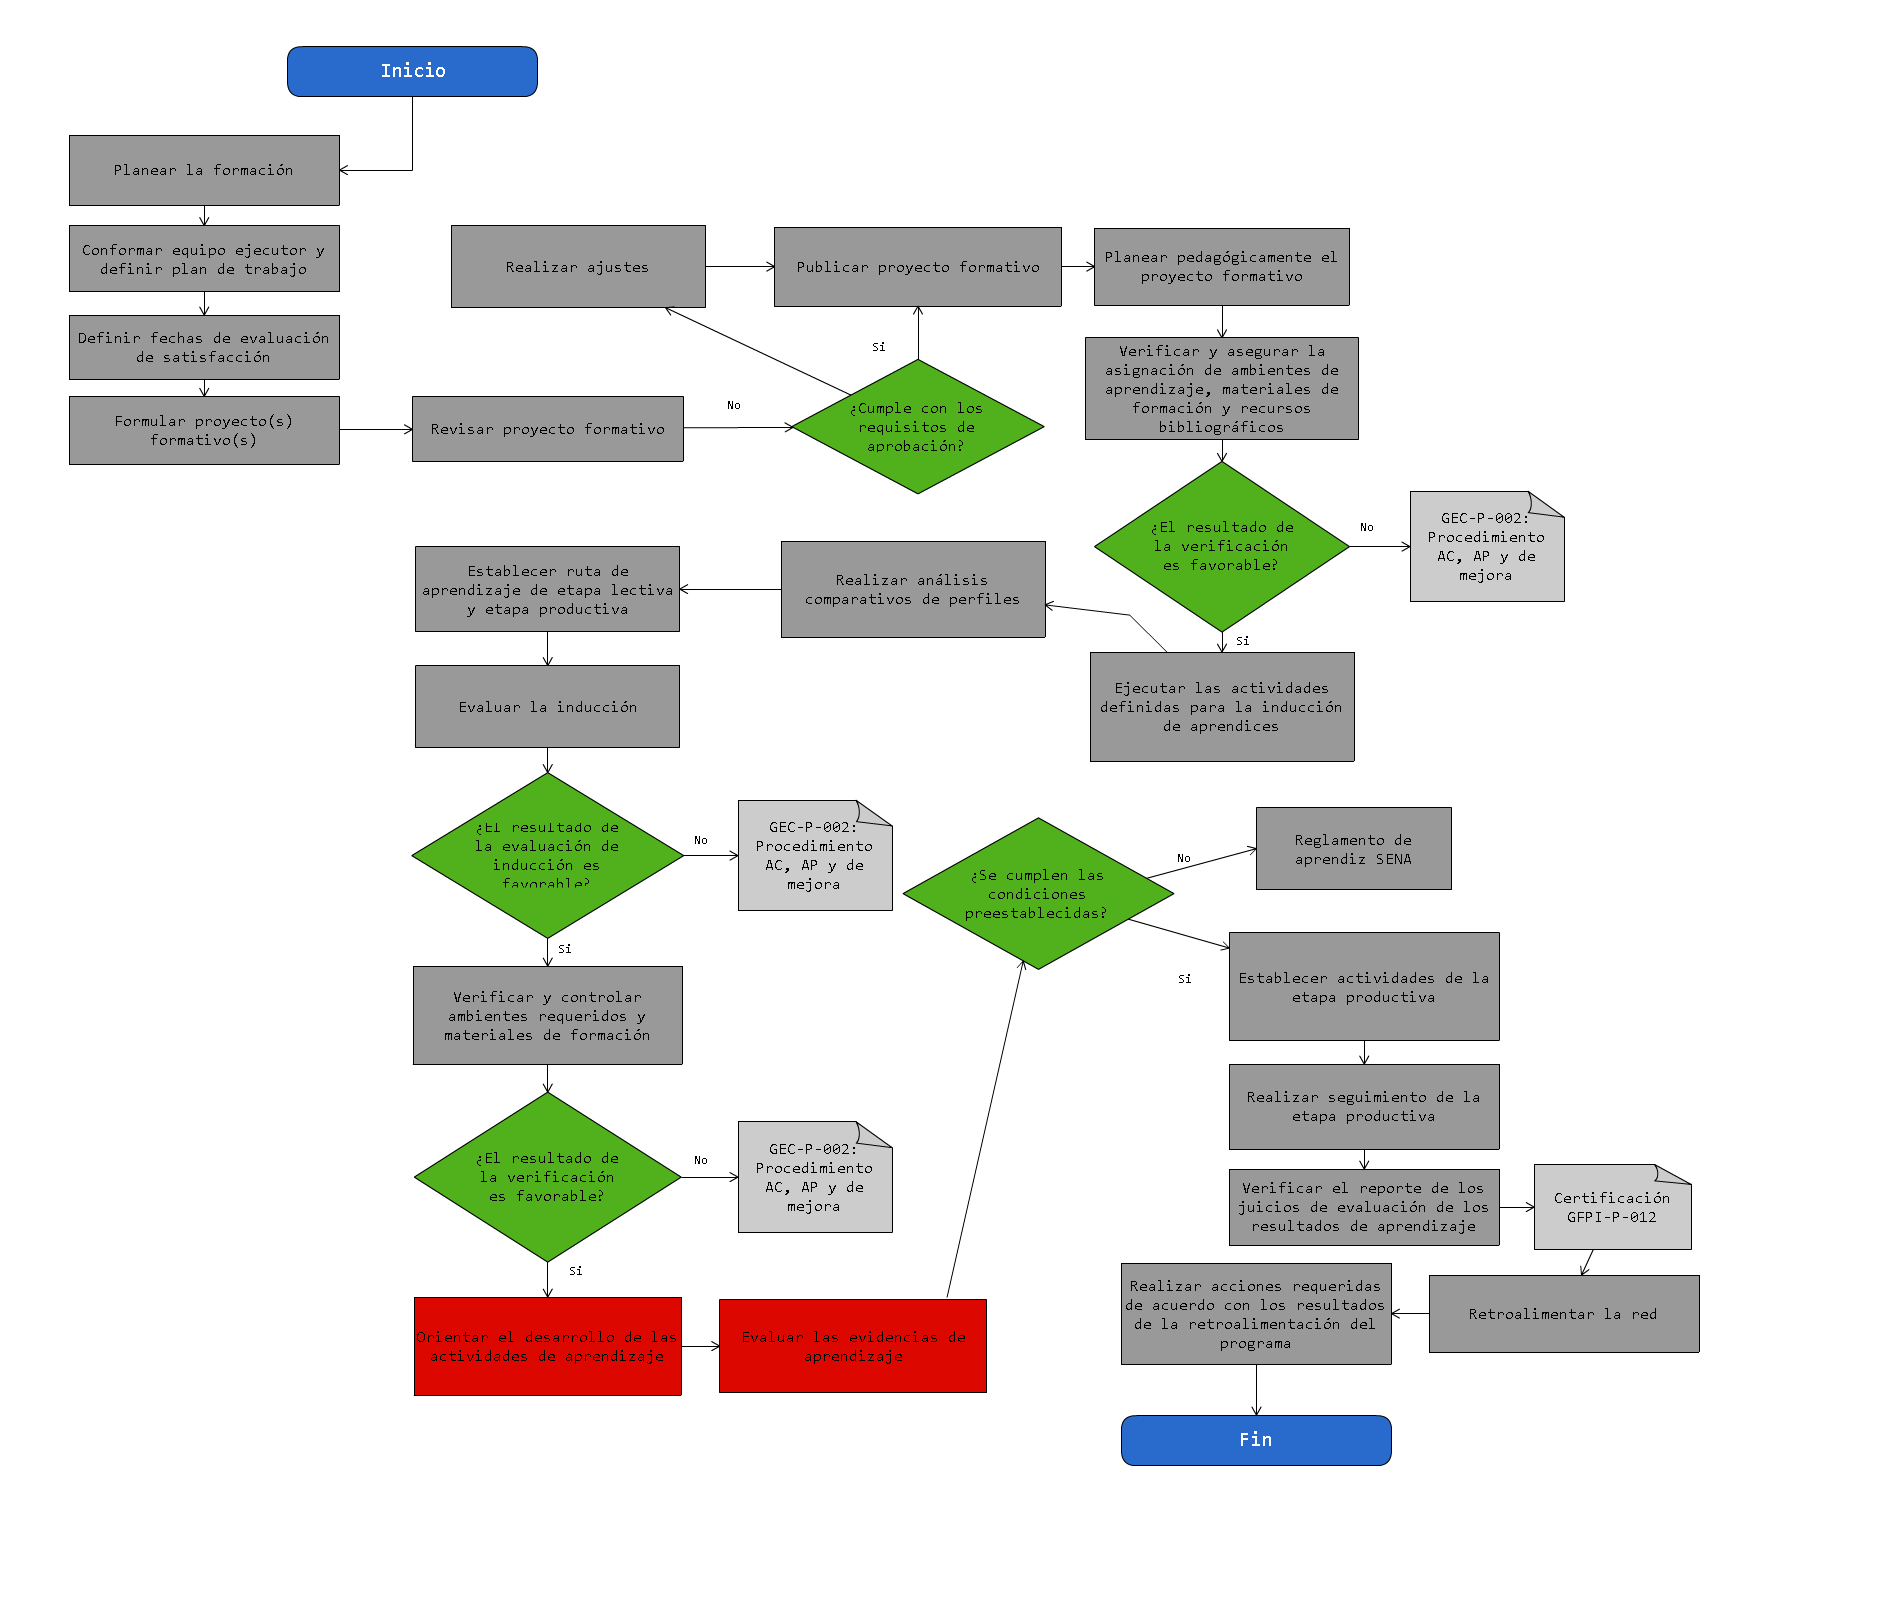 Inicio
Planear la formación
Conformar equipo ejecutor y
definir plan de trabajo
Definir fechas de evaluación
de satisfacción
Formular proyecto(s)
formativo(s)
Revisar proyecto formativo
No
¿Cumple con los
requisitos de
aprobación?
Si
Realizar ajustes
Publicar proyecto formativo
Planear pedagógicamente el
proyecto formativo
Verificar y asegurar la
asignación de ambientes de
aprendizaje, materiales de
formación y recursos
bibliográficos
¿El resultado de
la verificación
es favorable?
No
GEC-P-002:
Procedimiento
AC, AP y de
mejora
Si
Ejecutar las actividades
definidas para la inducción
de aprendices
Realizar análisis
comparativos de perfiles
Establecer ruta de
aprendizaje de etapa lectiva
y etapa productiva
Evaluar la inducción
¿El resultado de
la evaluación de
inducción es
favorable?
No
GEC-P-002:
Procedimiento
AC, AP y de
mejora
Si
Verificar y controlar
ambientes requeridos y
materiales de formación
¿El resultado de
la verificación
es favorable?
No
GEC-P-002:
Procedimiento
AC, AP y de
mejora
Si
Orientar el desarrollo de las
actividades de aprendizaje
Evaluar las evidencias de
aprendizaje
¿Se cumplen las
condiciones
preestablecidas?
No
Reglamento de
aprendiz SENA
Si
Establecer actividades de la
etapa productiva
Realizar seguimiento de la
etapa productiva
Verificar el reporte de los
juicios de evaluación de los
resultados de aprendizaje
Certificación
GFPI-P-012
Retroalimentar la red
Realizar acciones requeridas
de acuerdo con los resultados
de la retroalimentación del
programa
Fin